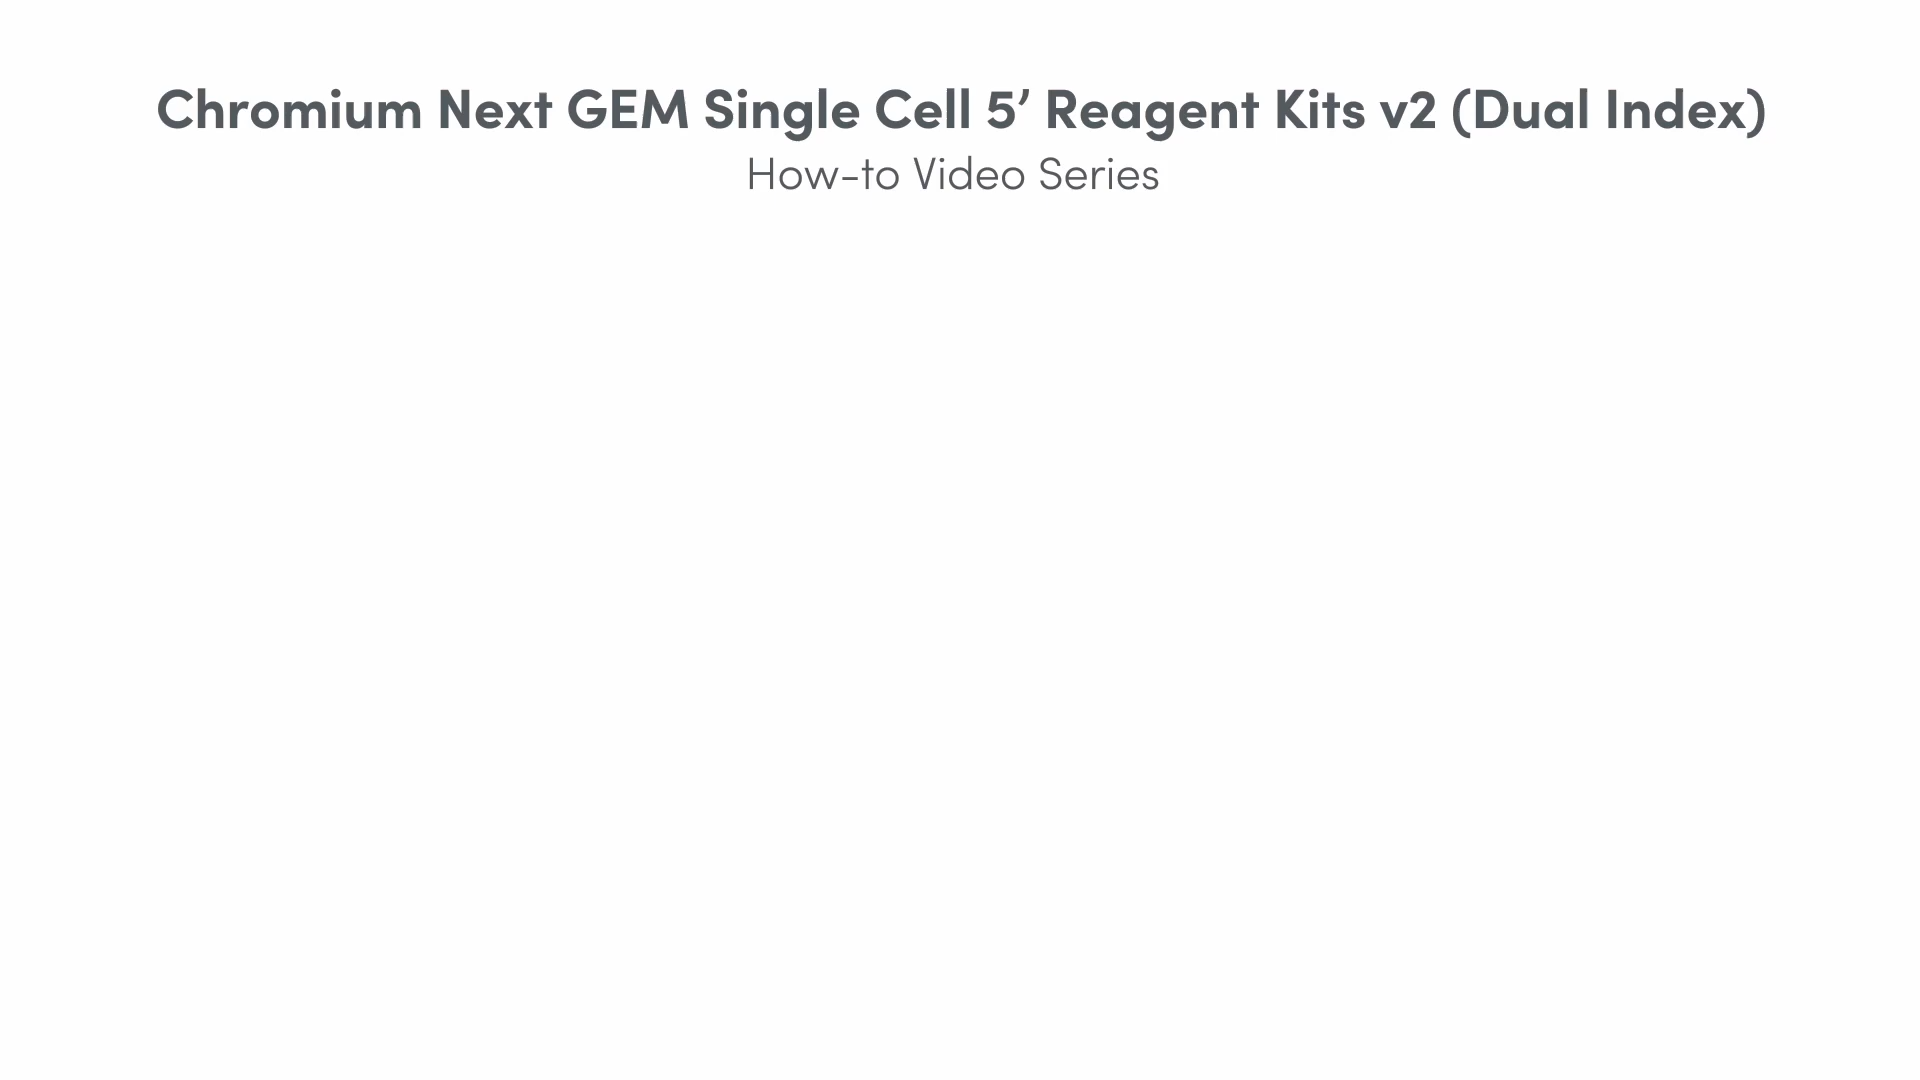 Chromium Next GEM Single Cell 5’ Reagent Kits v2 (Dual Index)
How-to Video Series